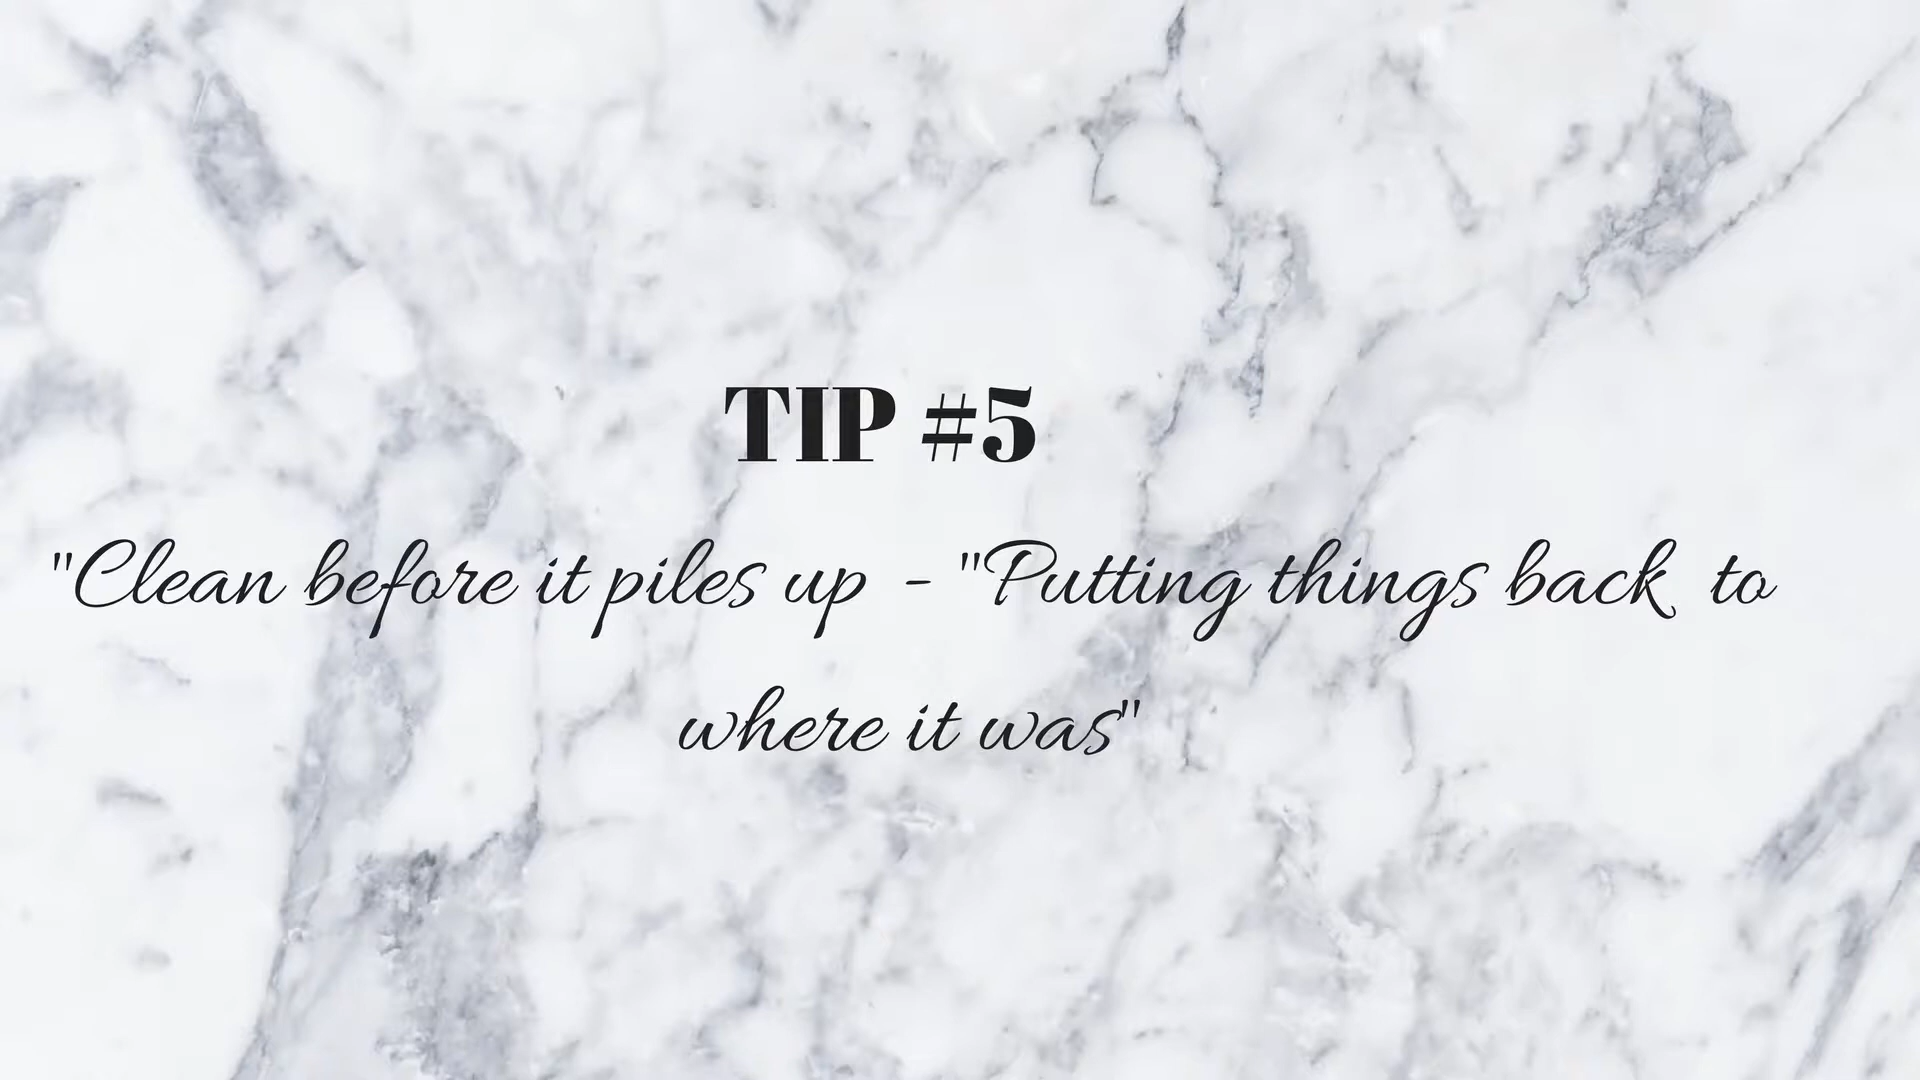 TIP #5
"Clean before it piles up - "Putting things back to
where it was"